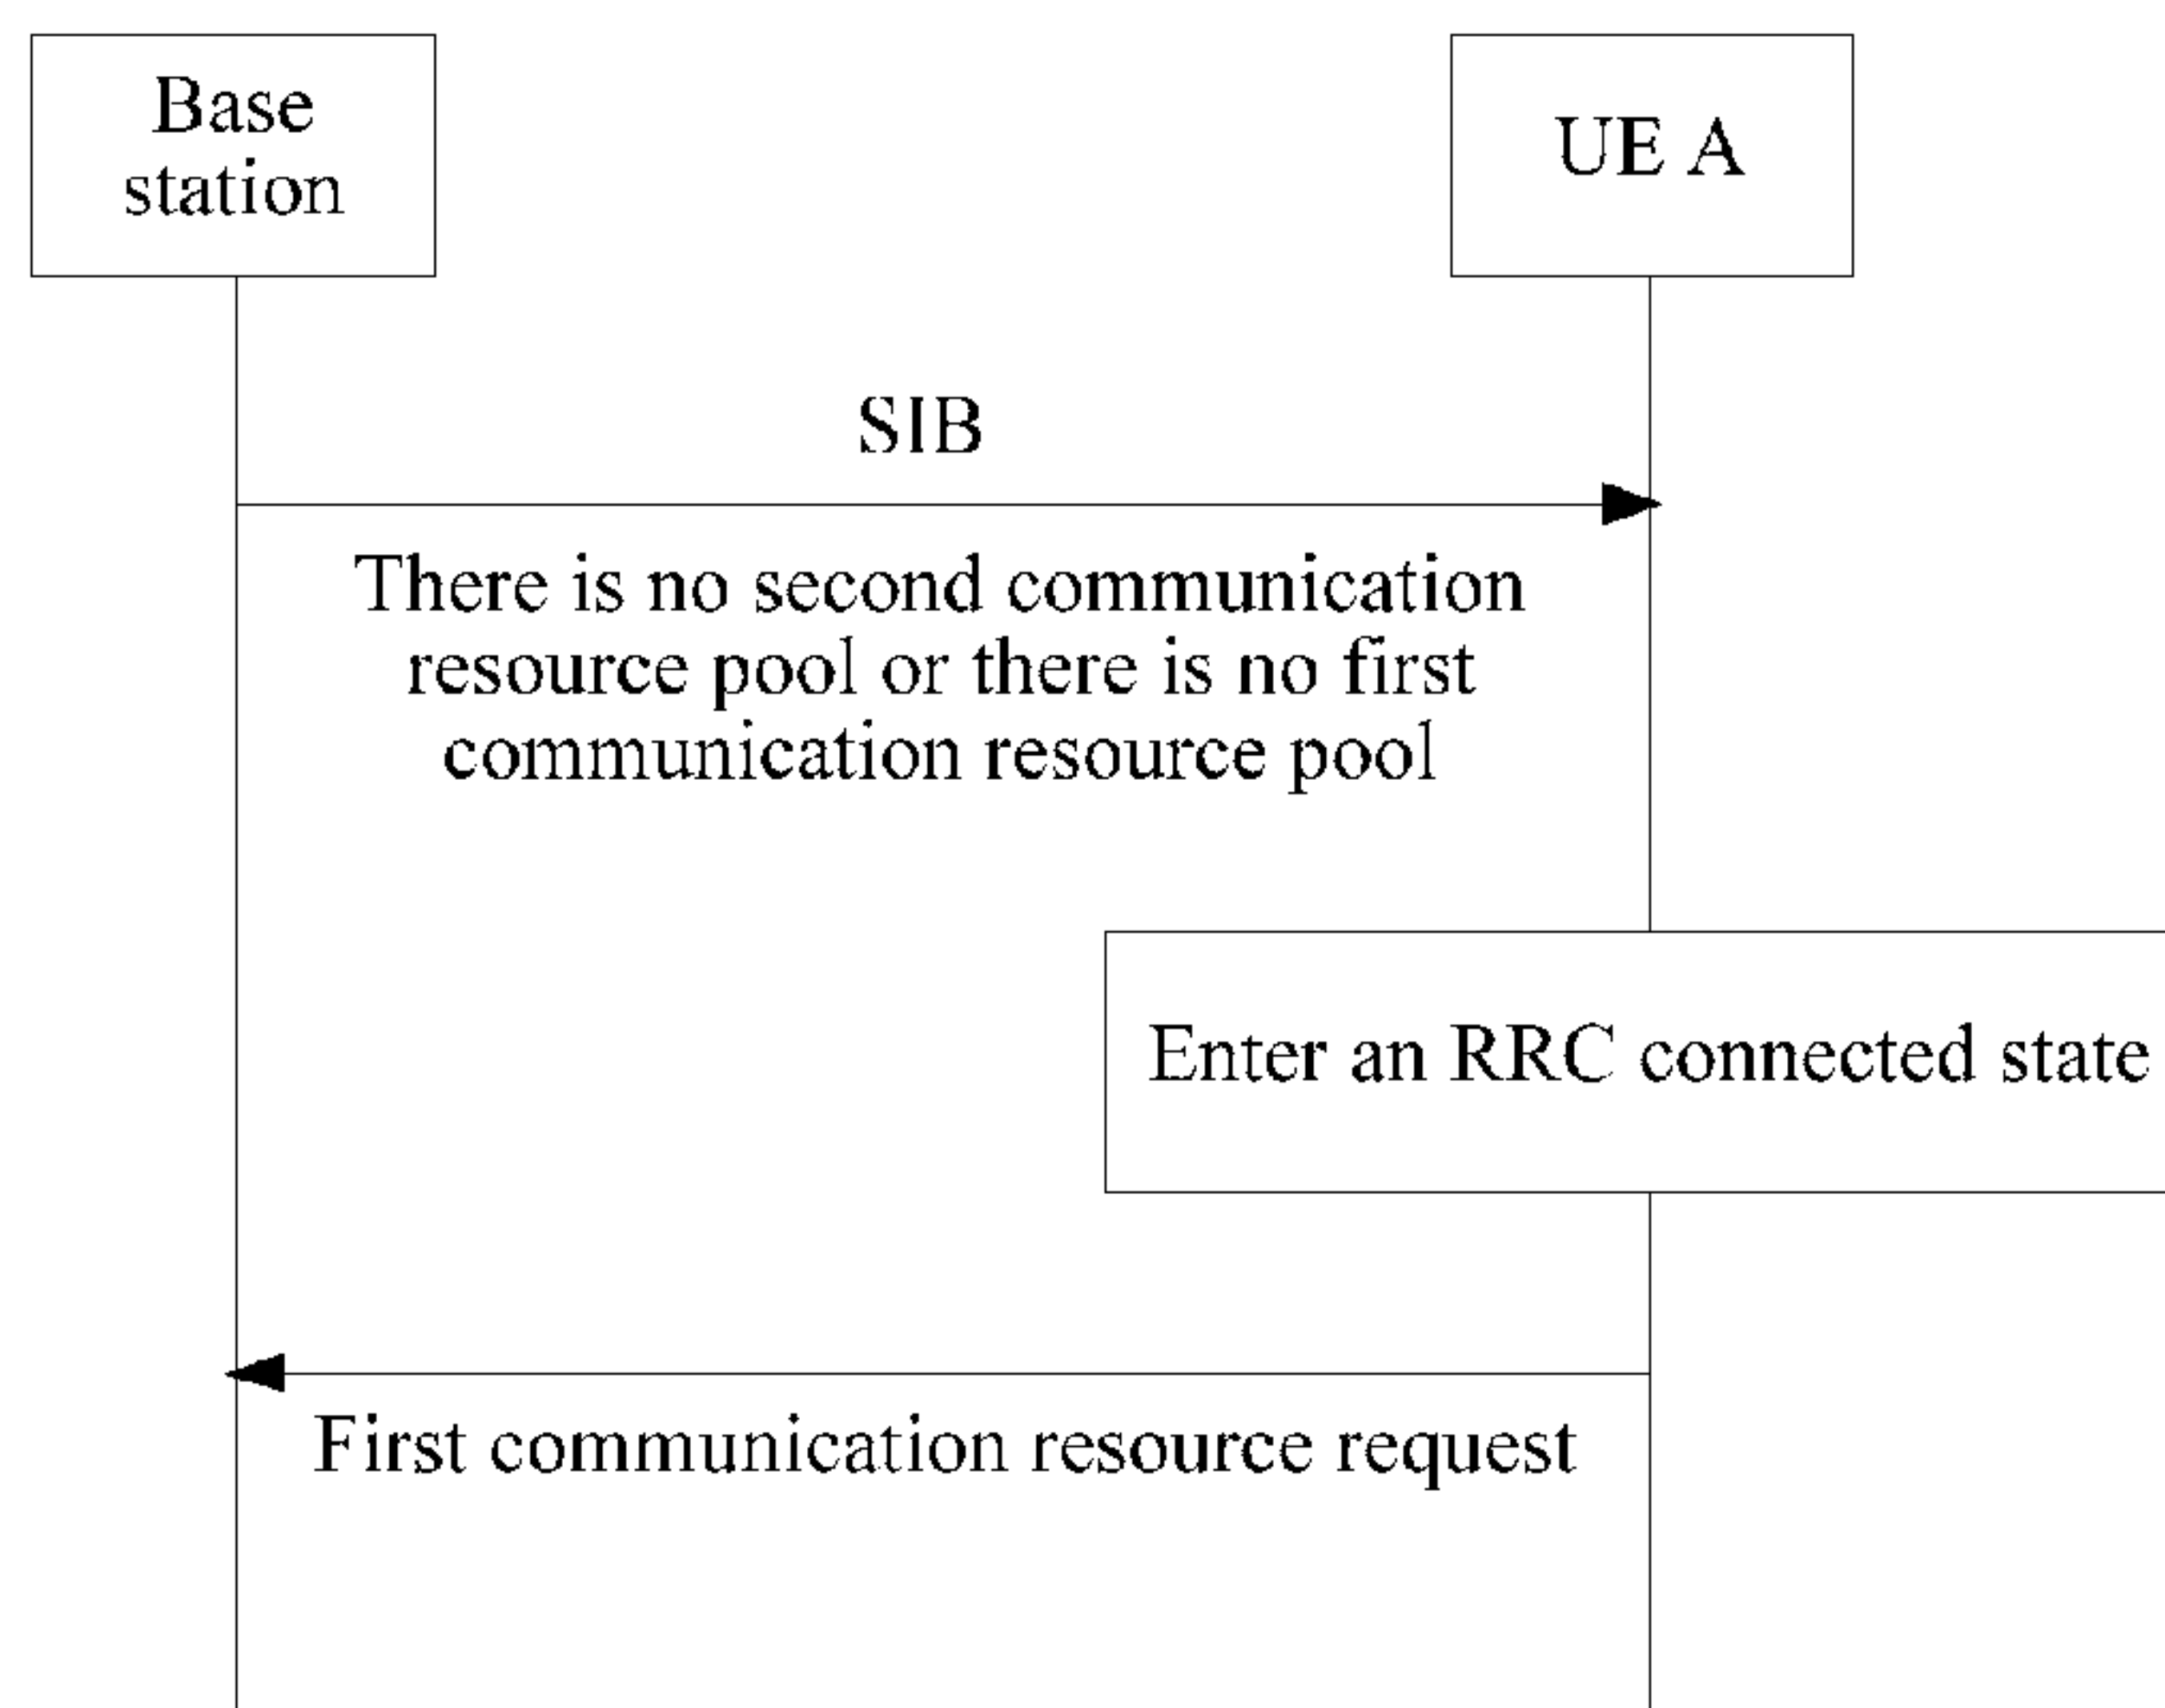 Base
station
UE A
SIB
There is no second communication
resource pool or there is no first
communication resource pool
Enter an RRC connected state
First communication resource request